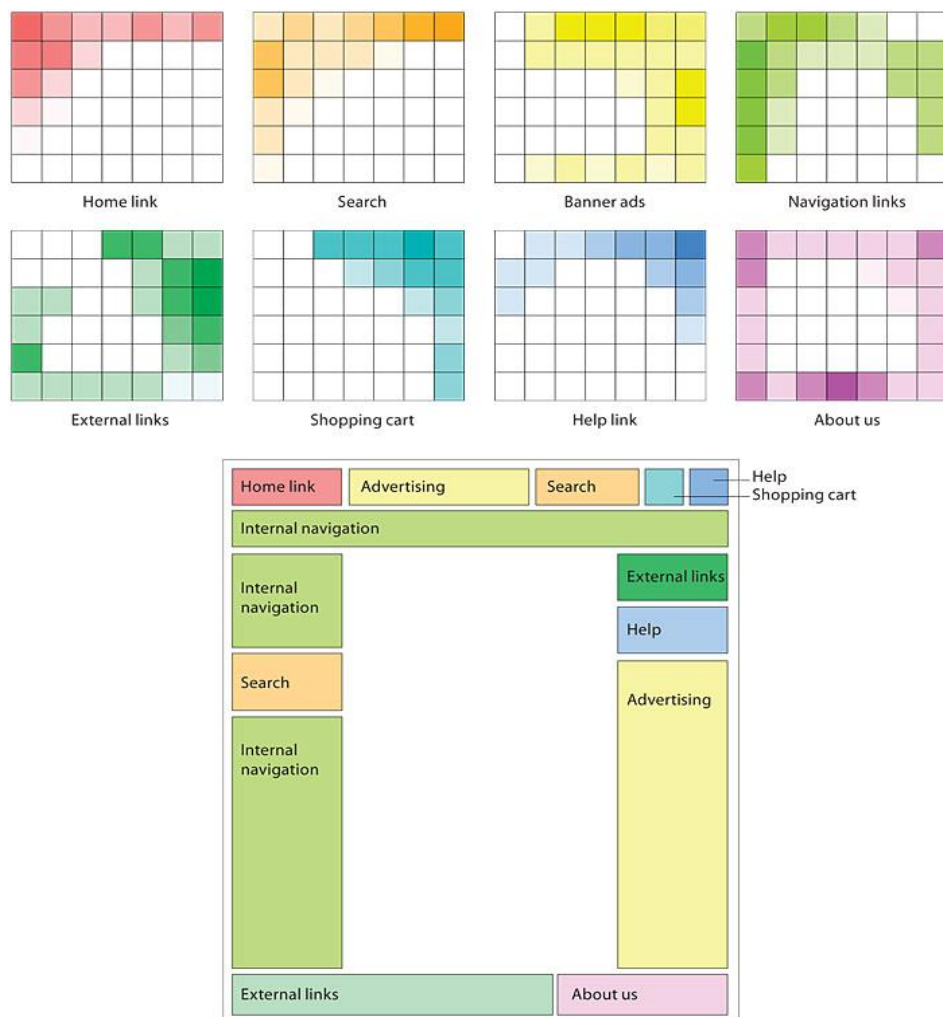 Home link
Search
Banner ads
Navigation links
External links
Shopping cart
Help link
About us
Home link
Advertising
Search
Help
Shopping cart
Internal navigation
Internal
navigation
External links
Help
Search
Advertising
Internal
navigation
External links
About us